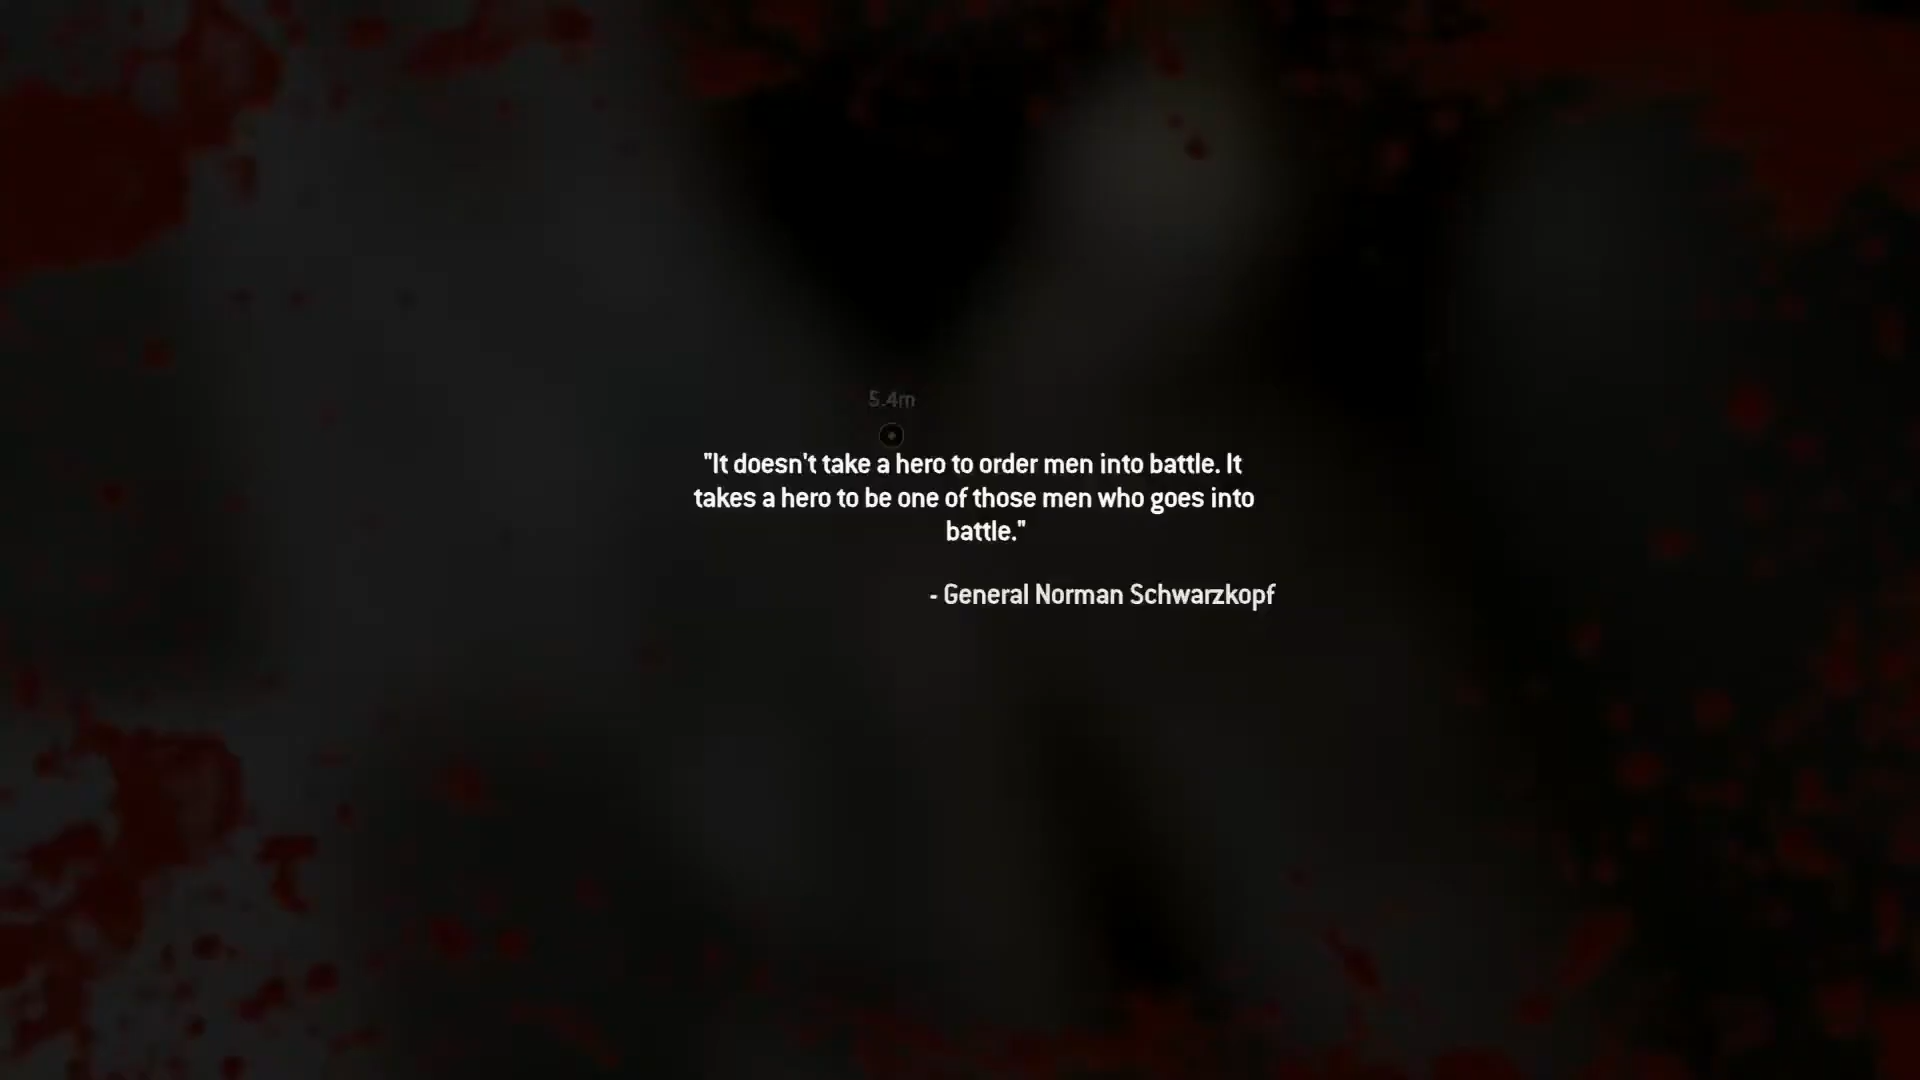 5.4m
"It doesn't take a hero to order men into battle. It
takes a hero to be one of those men who goes into
battle."
- General Norman Schwarzkopf